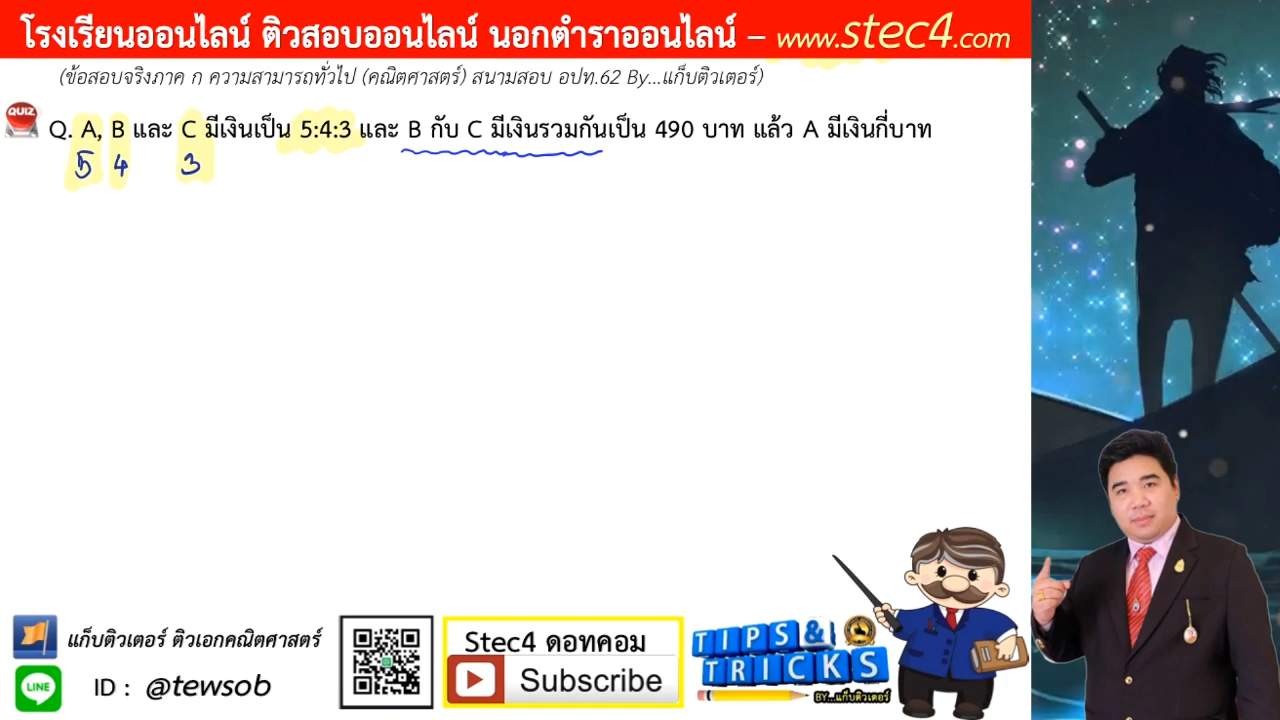 โรงเรียนออนไลน์ ติวสอบออนไลน์ นอกตำราออนไลน์ – www.stec4.com
(ข้อสอบจริงภาค ก ความสามารถทั่วไป (คณิตศาสตร์) สนามสอบ อปท.62 By...แก็บติวเตอร์)
QUIZ
Q. A, B และ C มีเงินเป็น 5:4:3 และ B กับ C มีเงินรวมกันเป็น 490 บาท แล้ว A มีเงินกี่บาท
5 4 3
แก็บติวเตอร์ ติวเอกคณิตศาสตร์
LINE
ID : @tewsob
Stec4 ดอทคอม
Subscribe
TIPS &
TRICKS
BY...แก็บติวเตอร์